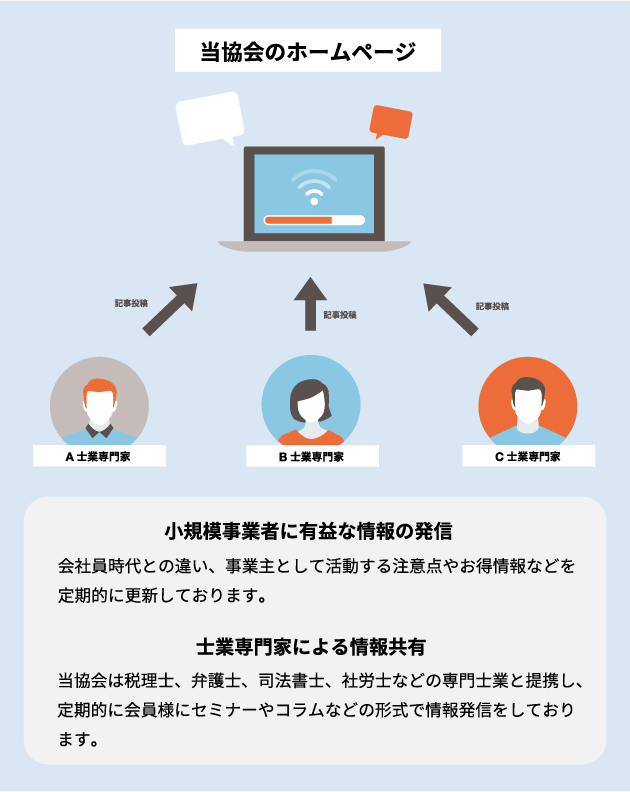 当協会のホームページ
記事投稿
記事投稿
記事投稿
A 士業専門家
B 士業専門家
C 士業専門家
小規模事業者に有益な情報の発信
会社員時代との違い、事業主として活動する注意点やお得情報などを
定期的に更新しております。
士業専門家による情報共有
当協会は税理士、弁護士、司法書士、社労士などの専門士業と提携し、
定期的に会員様にセミナーやコラムなどの形式で情報発信をしており
ます。